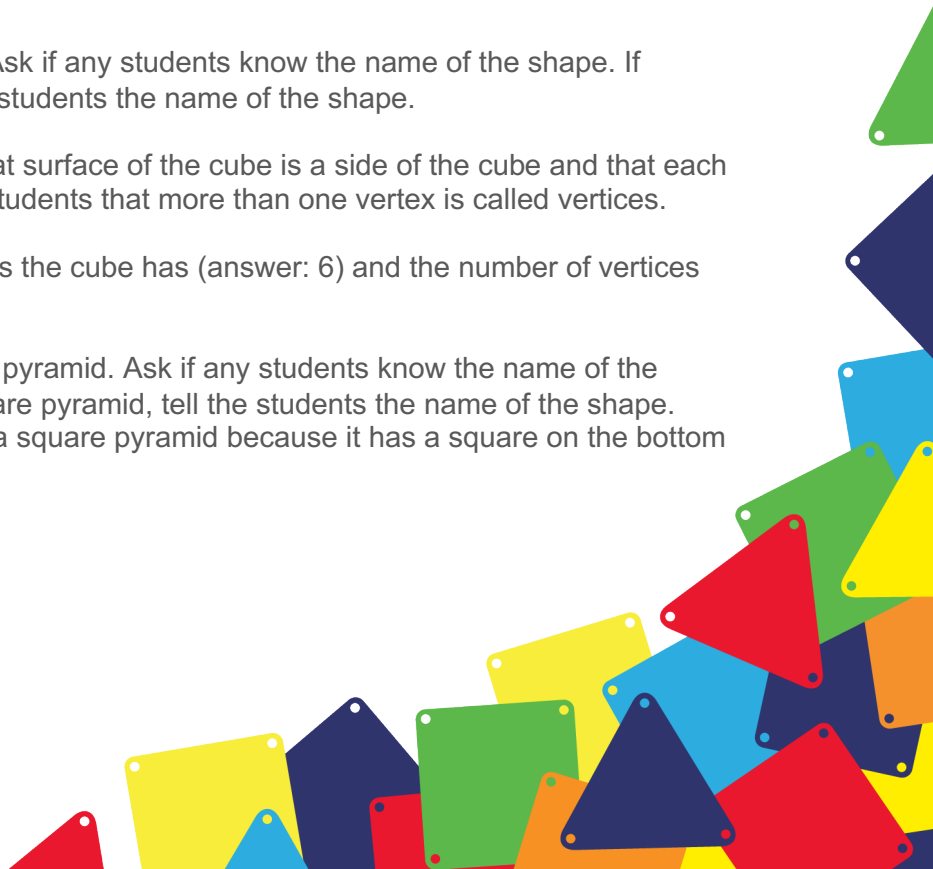 Ask if any students know the name of the shape. If
students the name of the shape.
at surface of the cube is a side of the cube and that each
tudents that more than one vertex is called vertices.
s the cube has (answer: 6) and the number of vertices
pyramid. Ask if any students know the name of the
are pyramid, tell the students the name of the shape.
a square pyramid because it has a square on the bottom